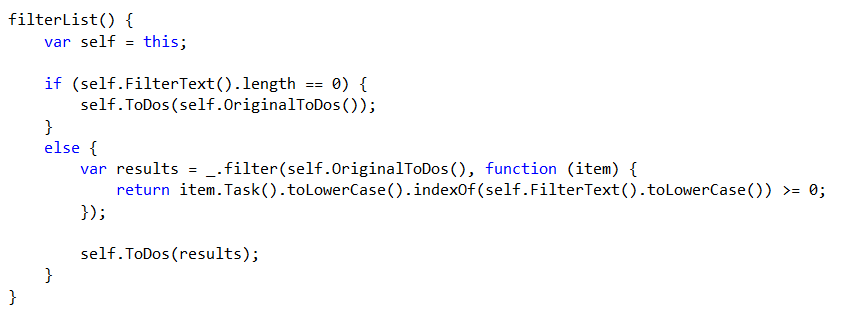 filterList() {
    var self = this;

    if (self.FilterText().length == 0) {
        self.ToDos(self.OriginalToDos());
    }
    else {
        var results = _.filter(self.OriginalToDos(), function (item) {
            return item.Task().toLowerCase().indexOf(self.FilterText().toLowerCase()) >= 0;
        });

        self.ToDos(results);
    }
}